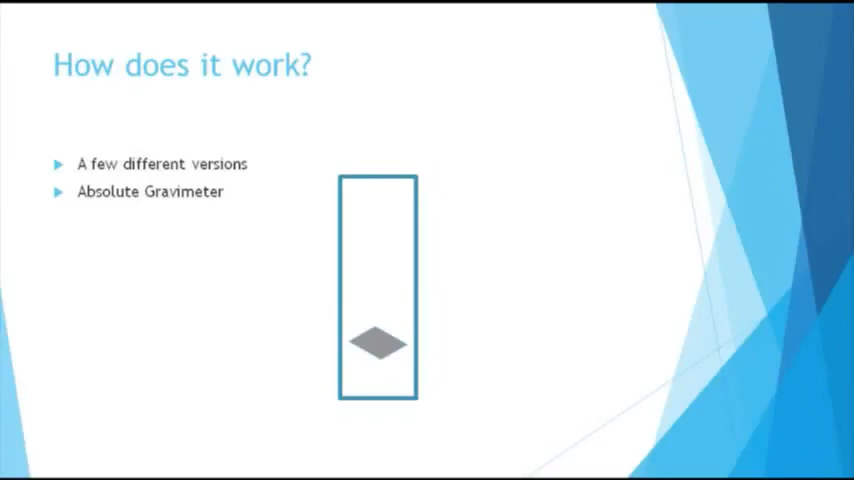 How does it work?
A few different versions
Absolute Gravimeter